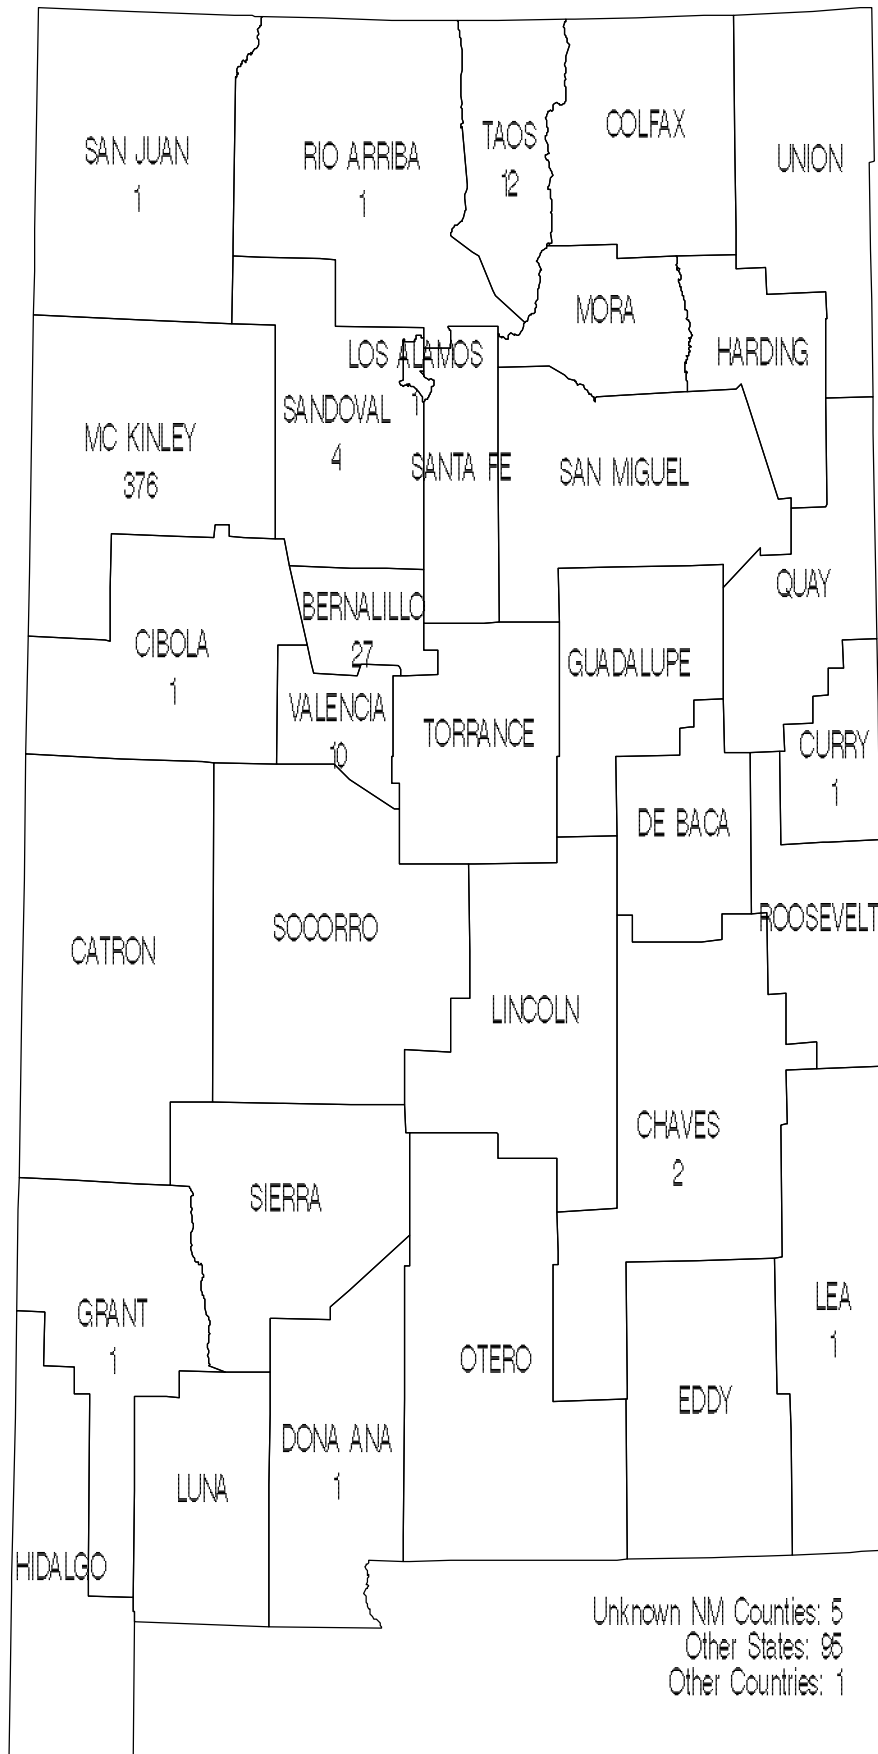 COLFAX
TAOS
12
SAN JUAN
1
RIO ARRIBA
1
UNION
MORA
HARDING
LOS ALAMOS
1
SANDOVAL
4
MC KINLEY
376
SANTA FE
SAN MIGUEL
QUAY
BERNALILLO
27
CIBOLA
1
GUADALUPE
VALENCIA
10
TORRANCE
CURRY
1
DE BACA
ROOSEVELT
SOCORRO
CATRON
LINCOLN
CHAVES
2
SIERRA
GRANT
1
LEA
1
OTERO
EDDY
DONA ANA
1
LUNA
HIDALGO
Unknown NM Counties: 5
Other States: 95
Other Countries: 1